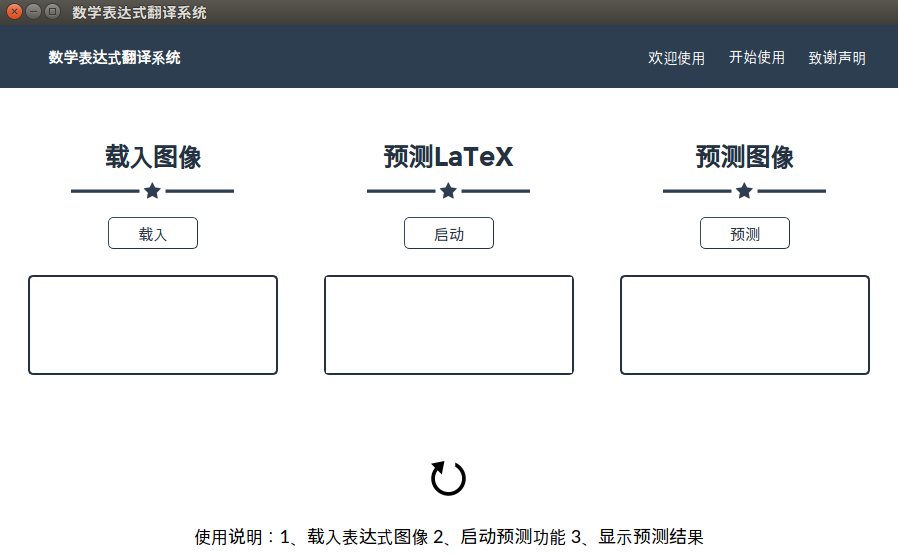 数学表达式翻译系统
数学表达式翻译系统 欢迎使用 开始使用 致谢声明
载入图像 预测LaTeX 预测图像
载入 启动 预测
使用说明：1、载入表达式图像 2、启动预测功能 3、显示预测结果